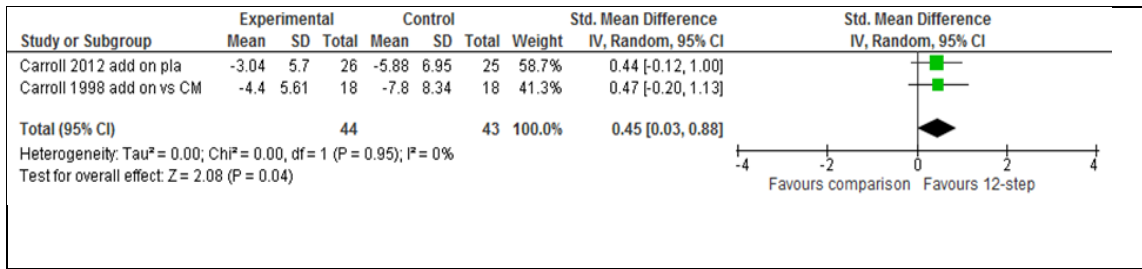 Experimental Control Std. Mean Difference Std. Mean Difference
Study or Subgroup Mean SD Total Mean SD Total Weight IV, Random, 95% CI IV, Random, 95% CI
Carroll 2012 add on pla -3.04 5.7 26 -5.88 6.95 25 58.7% 0.44 [-0.12, 1.00]
Carroll 1998 add on vs CM -4.4 5.61 18 -7.8 8.34 18 41.3% 0.47 [-0.20, 1.13]
Total (95% CI) 44 43 100.0% 0.45 [0.03, 0.88]
Heterogeneity: Tau² = 0.00; Chi² = 0.00, df = 1 (P = 0.95); I² = 0%
Test for overall effect: Z = 2.08 (P = 0.04)
-4 -2 0 2 4
Favours comparison Favours 12-step